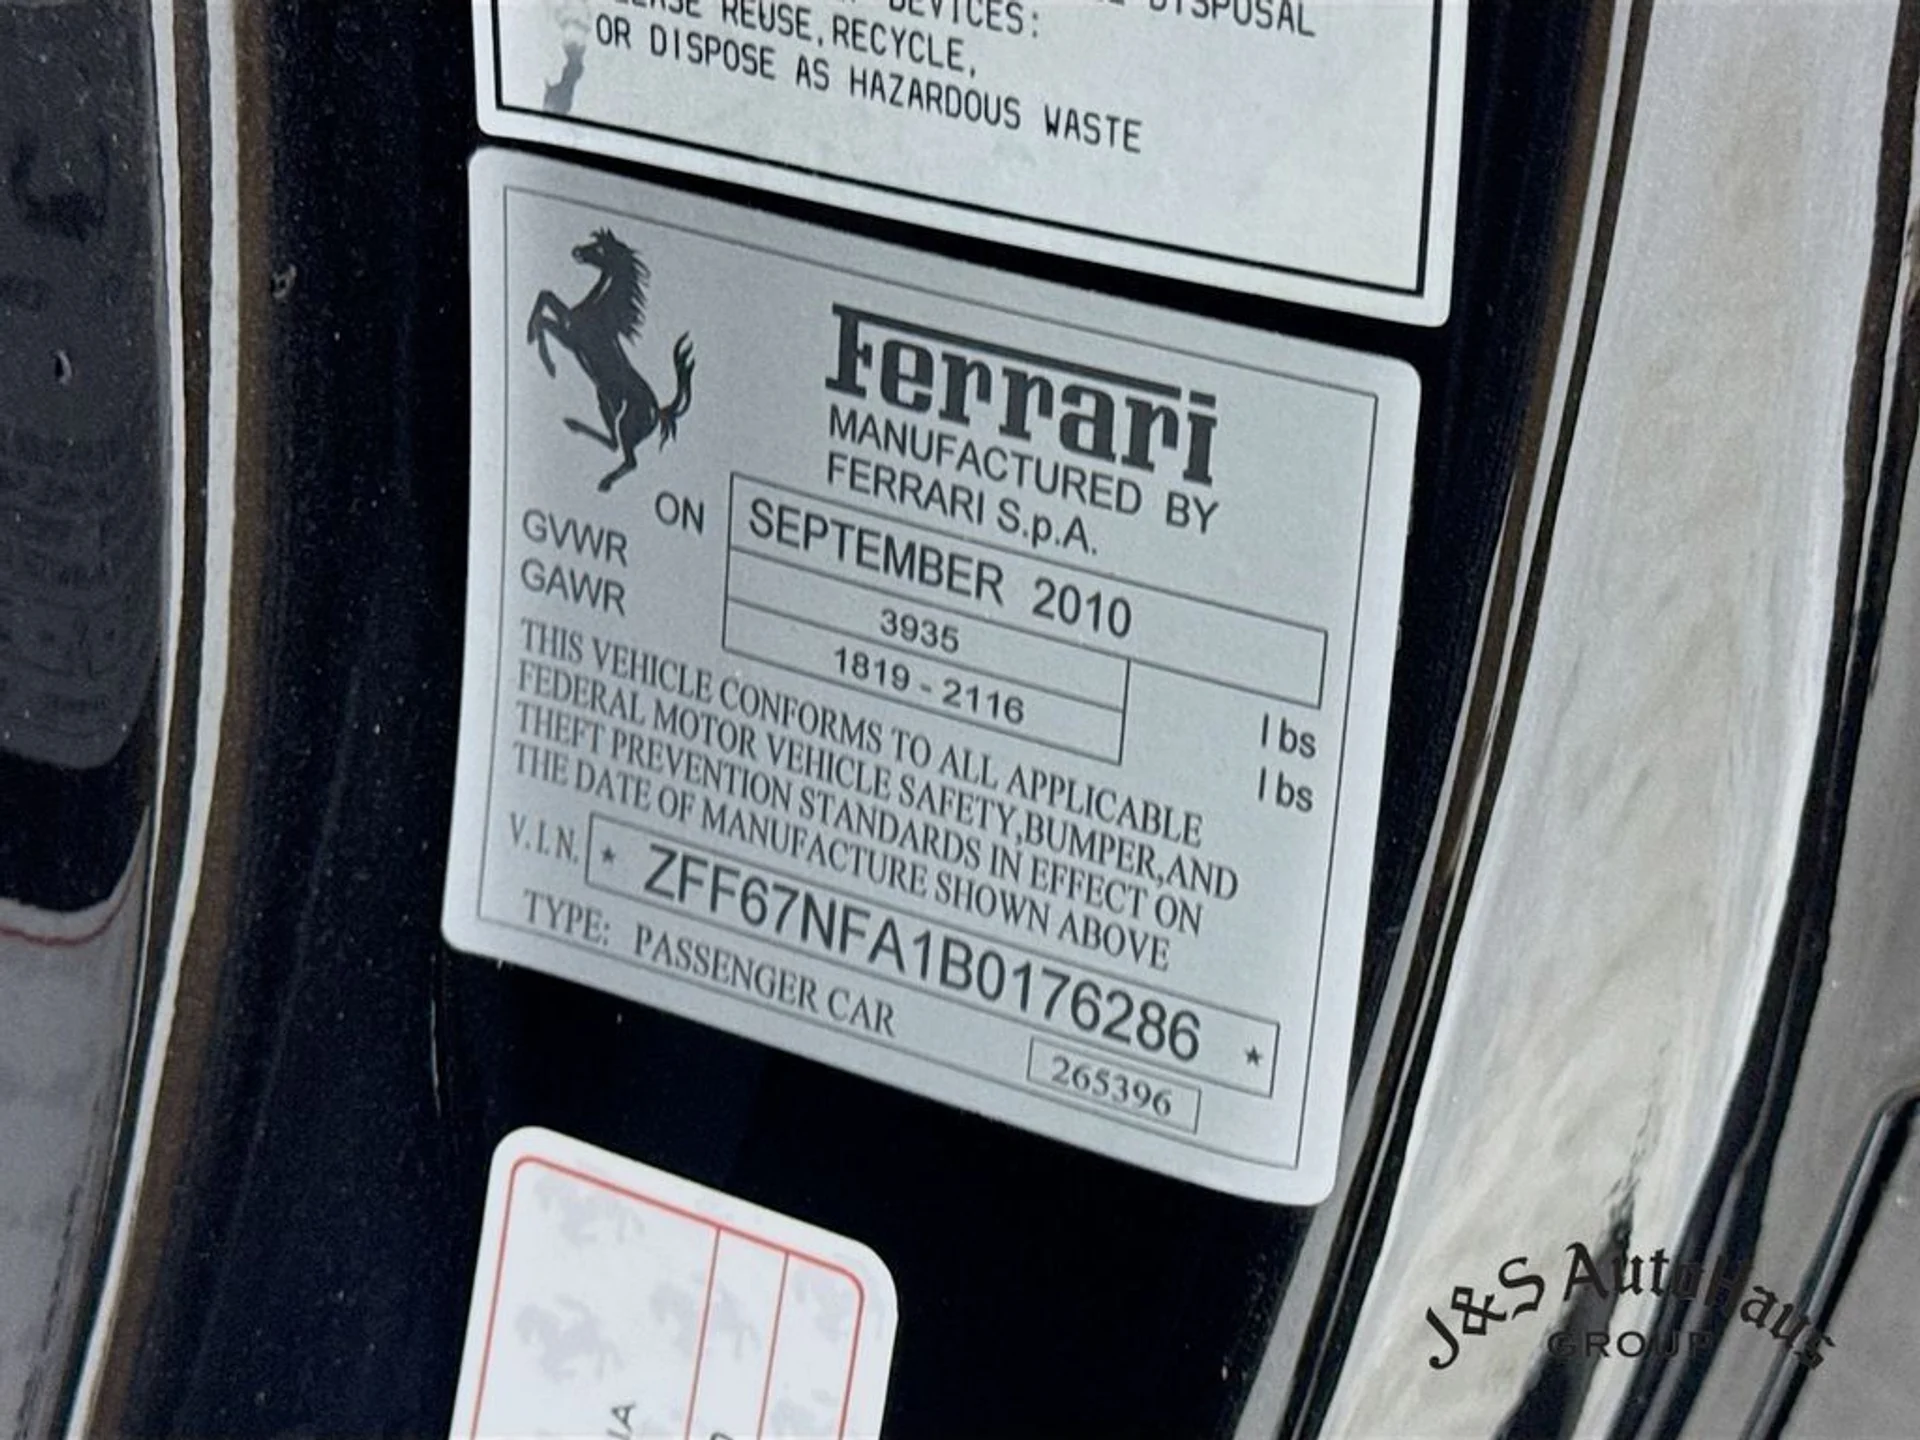 DEVICES:
DISPOSAL
REUSE, RECYCLE,
OR DISPOSE AS HAZARDOUS WASTE
Ferrari
MANUFACTURED BY
FERRARI S.p.A.
ON SEPTEMBER 2010
GVWR 3935 lbs
GAWR 1819 - 2116 lbs
THIS VEHICLE CONFORMS TO ALL APPLICABLE
FEDERAL MOTOR VEHICLE SAFETY,BUMPER,AND
THEFT PREVENTION STANDARDS IN EFFECT ON
THE DATE OF MANUFACTURE SHOWN ABOVE
V.I.N. * ZFF67NFA1B0176286 *
TYPE: PASSENGER CAR
265396
J&S AutoHaus
GROUP